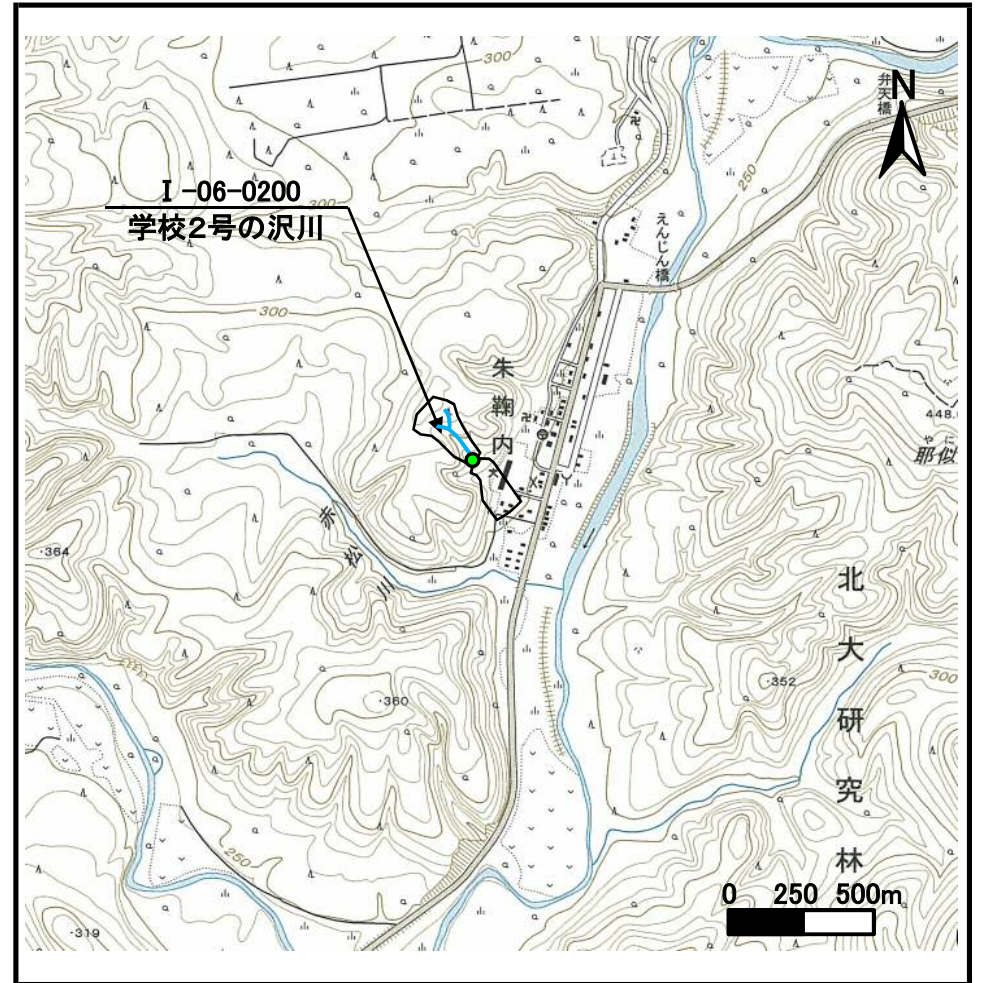 300
弁天橋
N
Ⅰ-06-0200
学校2号の沢川
300
250
えんじん橋
300
朱鞠内
448.
やに
耶似
赤松川
・364
北大研究林
・352
300
・360
250
0 250 500m
・319